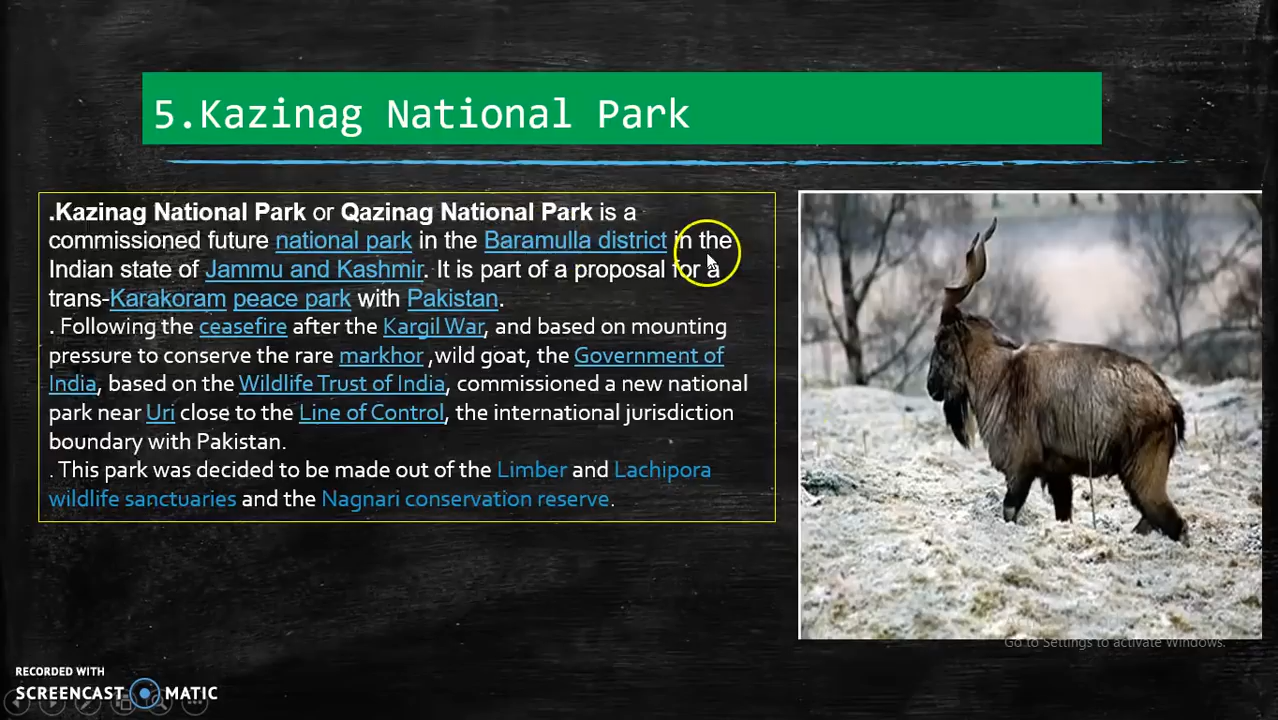 5.Kazinag National Park
.Kazinag National Park or Qazinag National Park is a
commissioned future national park in the Baramulla district in the
Indian state of Jammu and Kashmir. It is part of a proposal for a
trans-Karakoram peace park with Pakistan.
. Following the ceasefire after the Kargil War, and based on mounting
pressure to conserve the rare markhor ,wild goat, the Government of
India, based on the Wildlife Trust of India, commissioned a new national
park near Uri close to the Line of Control, the international jurisdiction
boundary with Pakistan.
. This park was decided to be made out of the Limber and Lachipora
wildlife sanctuaries and the Nagnari conservation reserve.
Go to Settings to activate Windows.
RECORDED WITH
SCREENCAST MATIC